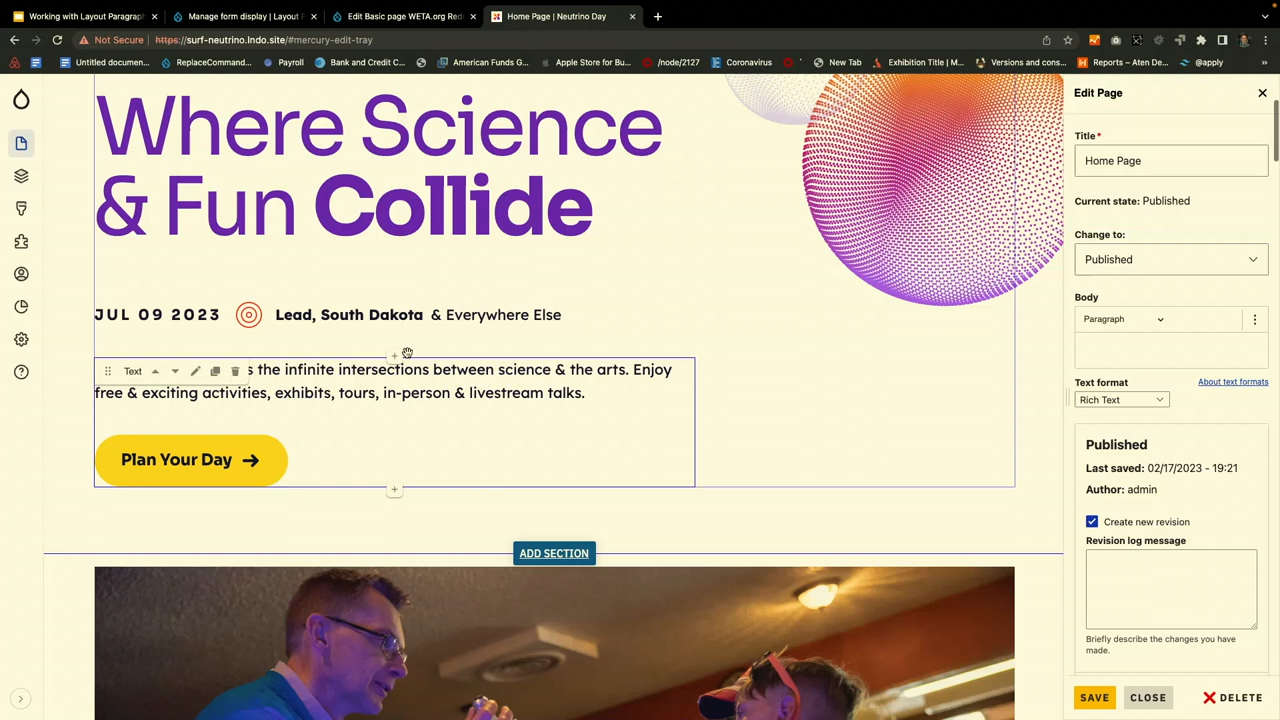 Working with Layout Paragraph
Manage form display | Layout P
Edit Basic page WETA.org Red
Home Page | Neutrino Day
Not Secure
https://surf-neutrino.lndo.site/#mercury-edit-tray
Untitled documen...
ReplaceCommand...
Payroll
Bank and Credit C...
American Funds G...
Apple Store for Bu...
/node/2127
Coronavirus
New Tab
Exhibition Title | M...
Versions and cons...
Reports – Aten De...
@apply
Where Science
& Fun Collide
JUL 09 2023
Lead, South Dakota & Everywhere Else
Text
s the infinite intersections between science & the arts. Enjoy
free & exciting activities, exhibits, tours, in-person & livestream talks.
Plan Your Day →
ADD SECTION
Edit Page
Title*
Home Page
Current state: Published
Change to:
Published
Body
Paragraph
Text format
About text formats
Rich Text
Published
Last saved: 02/17/2023 - 19:21
Author: admin
Create new revision
Revision log message
Briefly describe the changes you have
made.
SAVE
CLOSE
DELETE